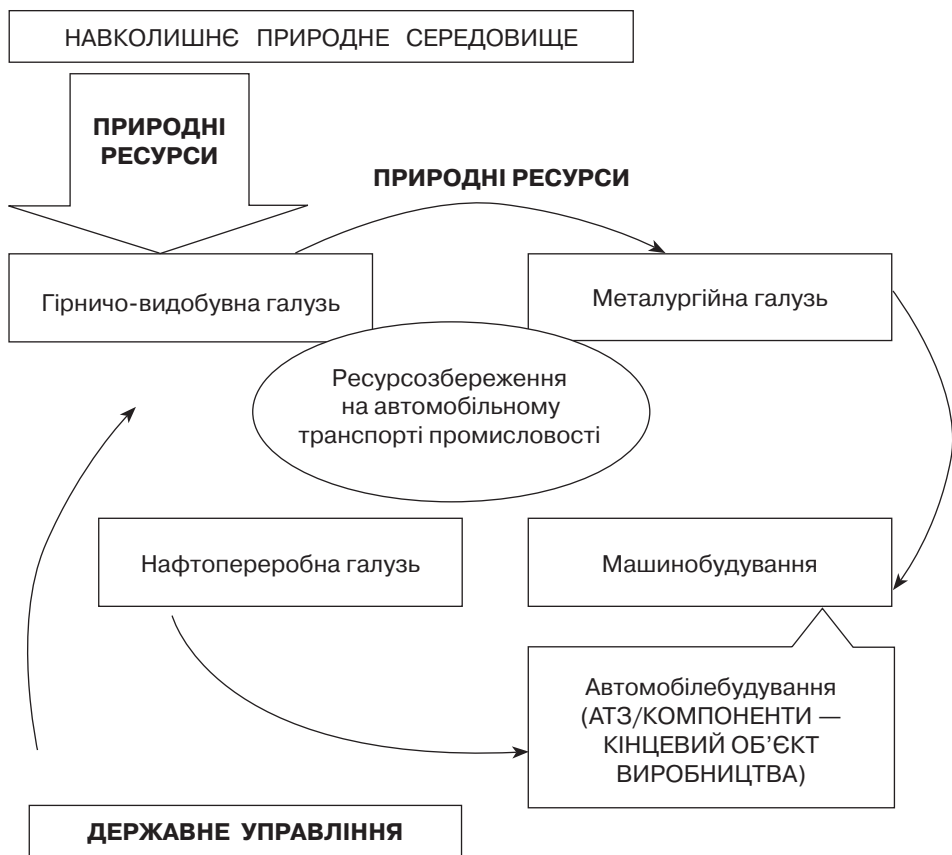 НАВКОЛИШНЄ ПРИРОДНЕ СЕРЕДОВИЩЕ
ПРИРОДНІ
РЕСУРСИ
ПРИРОДНІ РЕСУРСИ
Гірничо-видобувна галузь
Металургійна галузь
Ресурсозбереження
на автомобільному
транспорті промисловості
Нафтопереробна галузь
Машинобудування
Автомобілебудування
(АТЗ/КОМПОНЕНТИ —
КІНЦЕВИЙ ОБ’ЄКТ
ВИРОБНИЦТВА)
ДЕРЖАВНЕ УПРАВЛІННЯ